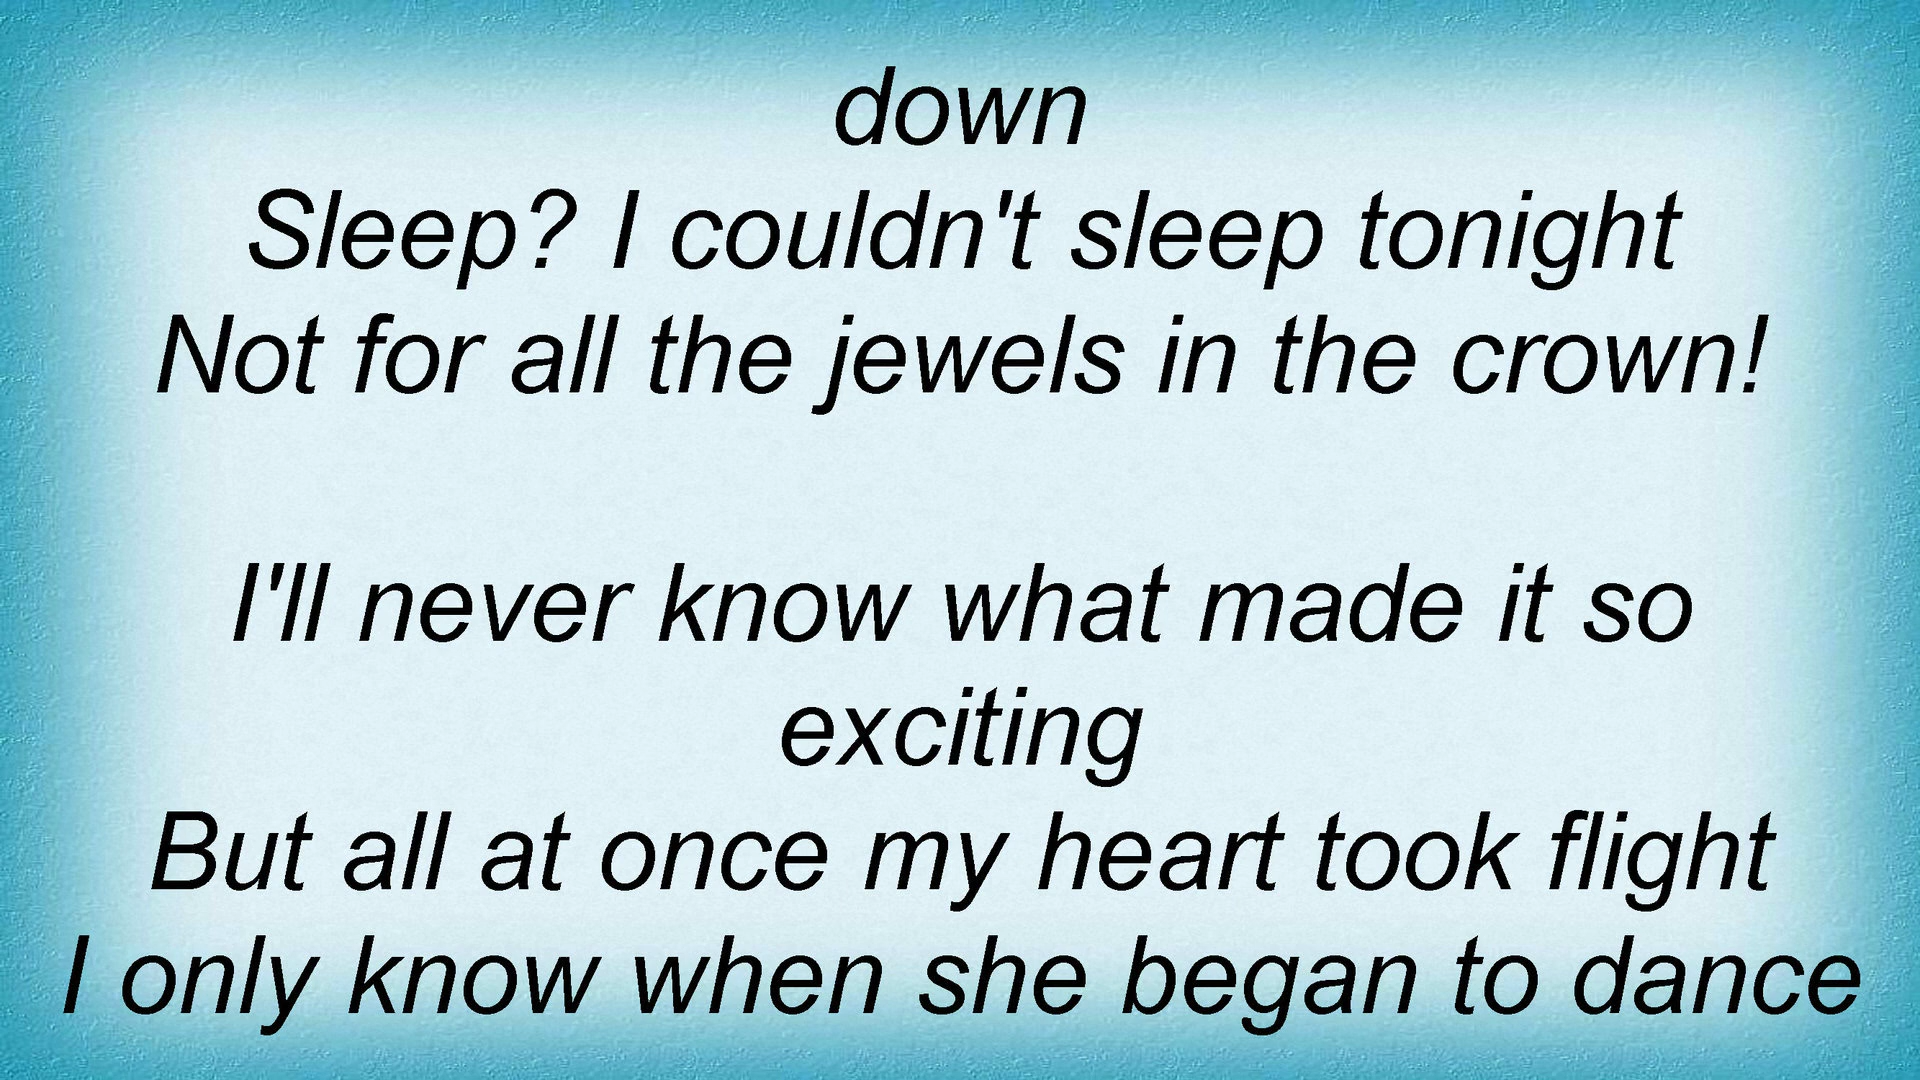 down
Sleep? I couldn't sleep tonight
Not for all the jewels in the crown!
I'll never know what made it so
exciting
But all at once my heart took flight
I only know when she began to dance